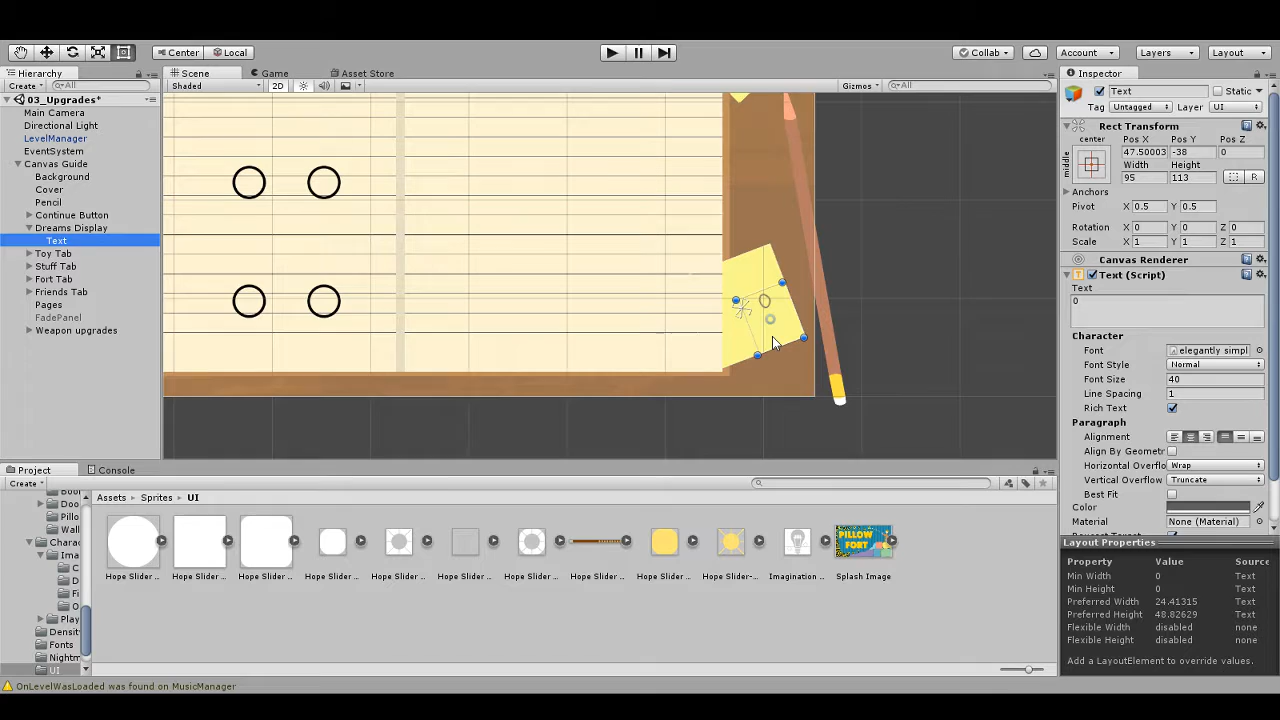 Center Local Collab Account Layers Layout
Hierarchy Scene Game Asset Store Inspector
Create All Shaded 2D Gizmos All Text Static
03_Upgrades* Tag Untagged Layer UI
Main Camera
Directional Light Rect Transform
LevelManager center Pos X Pos Y Pos Z
EventSystem middle 47.50003 -38 0
Canvas Guide Width Height
Background 95 113 R
Cover Anchors
Pencil Pivot X 0.5 Y 0.5
Continue Button Rotation X 0 Y 0 Z 0
Dreams Display Scale X 1 Y 1 Z 1
Text Canvas Renderer
Toy Tab
Stuff Tab Text (Script)
Fort Tab Text
Friends Tab 0
Pages
FadePanel
Weapon upgrades Character
Font elegantly simpl
Font Style Normal
Font Size 40
Line Spacing 1
Rich Text
Paragraph
Alignment
Align By Geometr
Horizontal Overflo Wrap
Vertical Overflow Truncate
Best Fit
Color
Material None (Material)
Project Console
Create
Assets Sprites UI
Layout Properties
Property Value Source
Min Width 0 Text
Min Height 0 Text
Preferred Width 24.41315 Text
Preferred Height 48.82629 Text
Flexible Width disabled none
Flexible Height disabled none
Add a LayoutElement to override values.
Doo
Pillo
Wall
Charac
Ima
C
D
Fi
O
Play
Densit
Fonts
Nightm
UI
PILLOW FORT
Hope Slider .. Hope Slider .. Hope Slider .. Hope Slider .. Hope Slider .. Hope Slider .. Hope Slider .. Hope Slider .. Hope Slider .. Hope Slider-... Imagination .. Splash Image
OnLevelWasLoaded was found on MusicManager